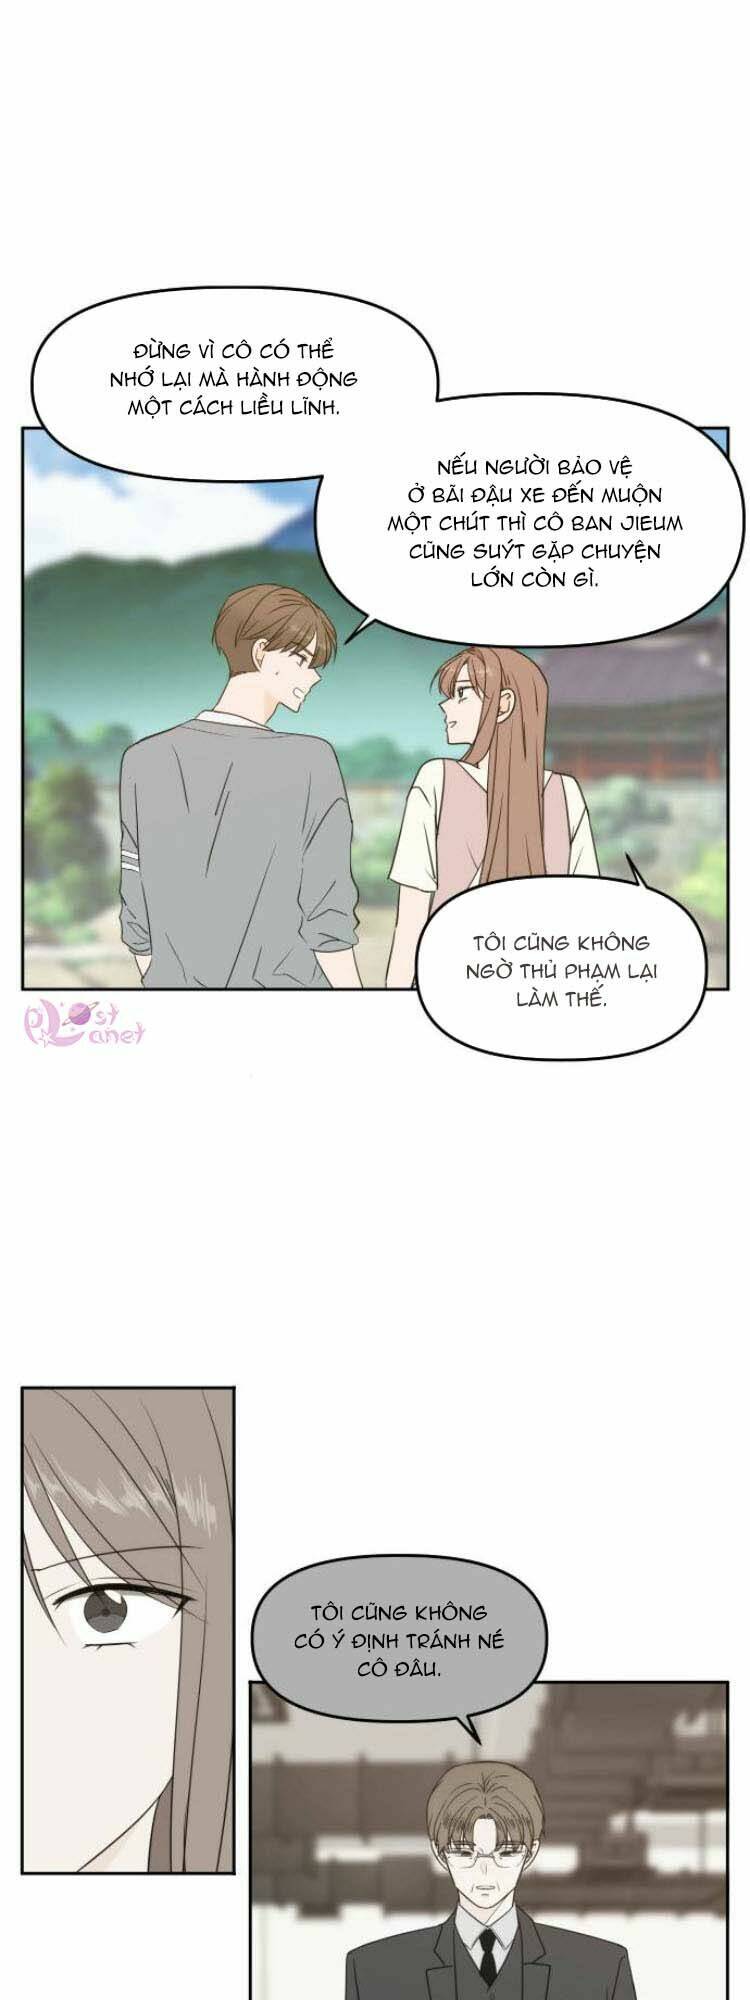 ĐỪNG VÌ CÔ CÓ THỂ
NHỚ LẠI MÀ HÀNH ĐỘNG
MỘT CÁCH LIỀU LĨNH.
NẾU NGƯỜI BẢO VỆ
Ở BÃI ĐẬU XE ĐẾN MUỘN
MỘT CHÚT THÌ CÔ BAN JIEUM
CŨNG SUÝT GẶP CHUYỆN
LỚN CÒN GÌ.
TÔI CŨNG KHÔNG
NGỜ THỦ PHẠM LẠI
LÀM THẾ.
Lost
Planet
TÔI CŨNG KHÔNG
CÓ Ý ĐỊNH TRÁNH NÉ
CÔ ĐÂU.